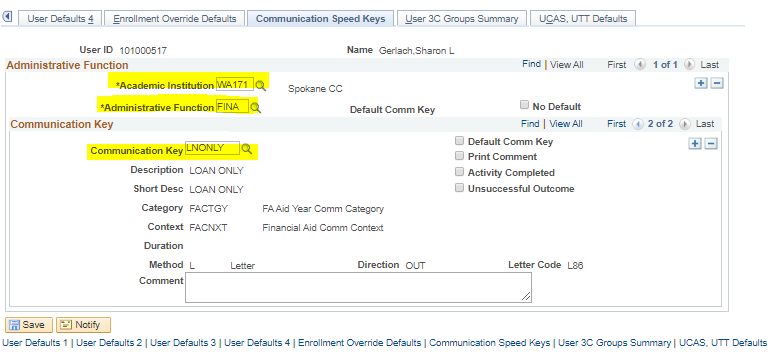 User Defaults 4 Enrollment Override Defaults Communication Speed Keys User 3C Groups Summary UCAS, UTT Defaults
User ID 101000517 Name Gerlach,Sharon L
Administrative Function Find | View All First 1 of 1 Last
*Academic Institution WA171 Spokane CC
*Administrative Function FINA Default Comm Key No Default
Communication Key Find | View All First 2 of 2 Last
Communication Key LNONLY Default Comm Key
Print Comment
Description LOAN ONLY Activity Completed
Short Desc LOAN ONLY Unsuccessful Outcome
Category FACTGY FA Aid Year Comm Category
Context FACNXT Financial Aid Comm Context
Duration
Method L Letter Direction OUT Letter Code L86
Comment
Save Notify
User Defaults 1 | User Defaults 2 | User Defaults 3 | User Defaults 4 | Enrollment Override Defaults | Communication Speed Keys | User 3C Groups Summary | UCAS, UTT Defaults